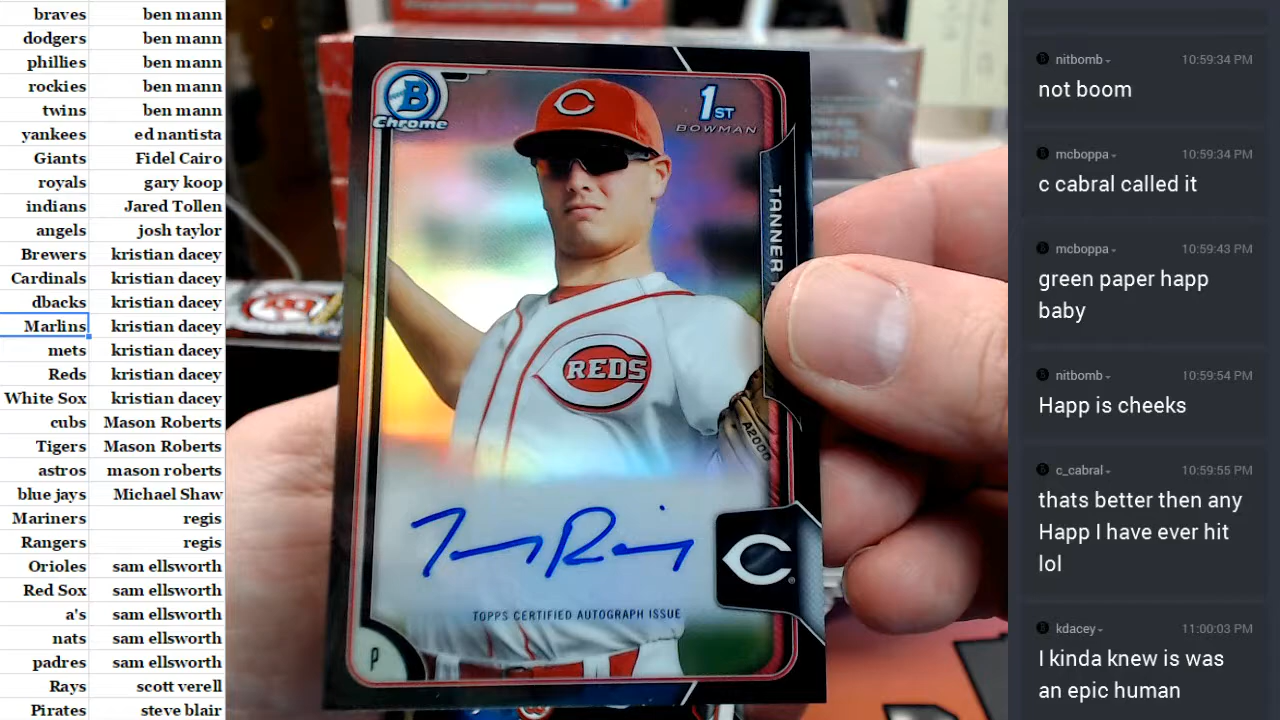 braves ben mann
dodgers ben mann
phillies ben mann
rockies ben mann
twins ben mann
yankees ed nantista
Giants Fidel Cairo
royals gary koop
indians Jared Tollen
angels josh taylor
Brewers kristian dacey
Cardinals kristian dacey
dbacks kristian dacey
Marlins kristian dacey
mets kristian dacey
Reds kristian dacey
White Sox kristian dacey
cubs Mason Roberts
Tigers Mason Roberts
astros mason roberts
blue jays Michael Shaw
Mariners regis
Rangers regis
Orioles sam ellsworth
Red Sox sam ellsworth
a's sam ellsworth
nats sam ellsworth
padres sam ellsworth
Rays scott verell
Pirates steve blair
B
Chrome
1ST
BOWMAN
TANNER
C
REDS
A2000
TOPPS CERTIFIED AUTOGRAPH ISSUE
C
P
nitbomb 10:59:34 PM
not boom
mcboppa 10:59:34 PM
c cabral called it
mcboppa 10:59:43 PM
green paper happ
baby
nitbomb 10:59:54 PM
Happ is cheeks
c_cabral 10:59:55 PM
thats better then any
Happ I have ever hit
lol
kdacey 11:00:03 PM
I kinda knew is was
an epic human